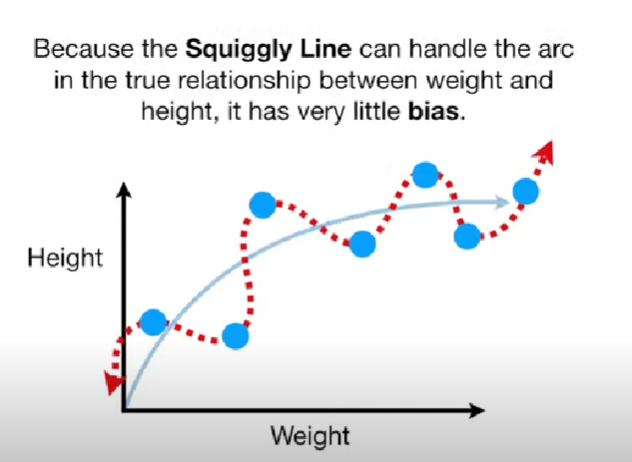 Because the Squiggly Line can handle the arc
in the true relationship between weight and
height, it has very little bias.
Height
Weight